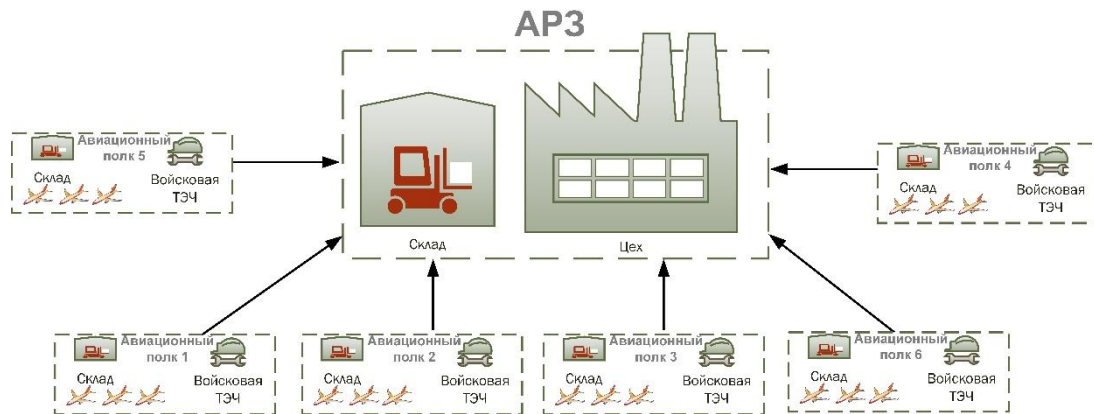 АРЗ
Склад
Цех
Авиационный
полк 5
Склад
Войсковая
ТЭЧ
Авиационный
полк 4
Склад
Войсковая
ТЭЧ
Авиационный
полк 1
Склад
Войсковая
ТЭЧ
Авиационный
полк 2
Склад
Войсковая
ТЭЧ
Авиационный
полк 3
Склад
Войсковая
ТЭЧ
Авиационный
полк 6
Склад
Войсковая
ТЭЧ